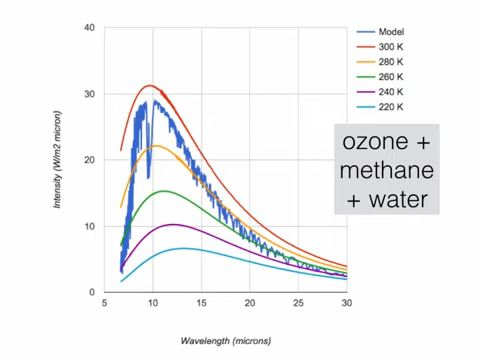 40
30
20
10
0
5
10
15
20
25
30
Intensity (W/m2 micron)
Wavelength (microns)
Model
300 K
280 K
260 K
240 K
220 K
ozone +
methane
+ water